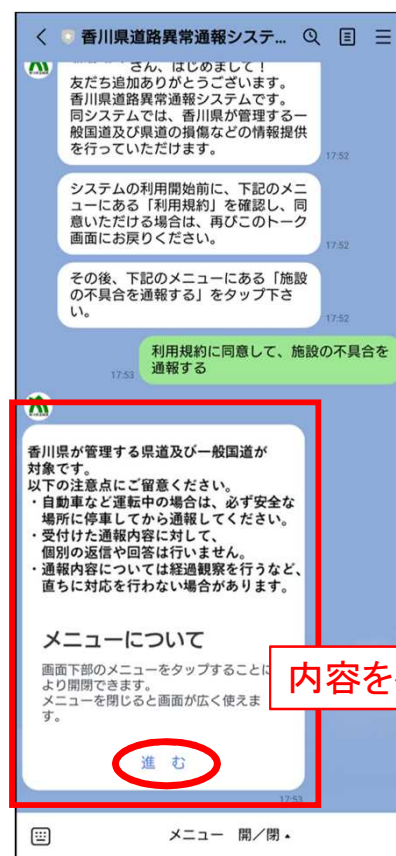 香川県道路異常通報システ...
さん、はじめまして！
友だち追加ありがとうございます。
香川県道路異常通報システムです。
同システムでは、香川県が管理する一
般国道及び県道の損傷などの情報提供
を行っていただけます。
17:52
システムの利用開始前に、下記のメニ
ューにある「利用規約」を確認し、同
意いただける場合は、再びこのトーク
画面にお戻りください。
17:52
その後、下記のメニューにある「施設
の不具合を通報する」をタップ下さ
い。
17:52
利用規約に同意して、施設の不具合を
通報する
17:53
香川県が管理する県道及び一般国道が
対象です。
以下の注意点にご留意ください。
・自動車など運転中の場合は、必ず安全な
場所に停車してから通報してください。
・受付けた通報内容に対して、
個別の返信や回答は行いません。
・通報内容については経過観察を行うなど、
直ちに対応を行わない場合があります。
メニューについて
画面下部のメニューをタップすることに
より開閉できます。
メニューを閉じると画面が広く使えま
す。
内容を
進 む
17:53
メニュー 開／閉